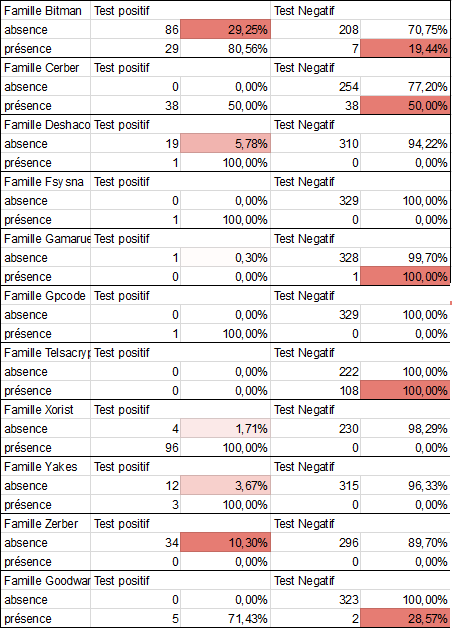 Famille Bitman Test positif Test Negatif
absence 86 29,25% 208 70,75%
présence 29 80,56% 7 19,44%
Famille Cerber Test positif Test Negatif
absence 0 0,00% 254 77,20%
présence 38 50,00% 38 50,00%
Famille Deshaco Test positif Test Negatif
absence 19 5,78% 310 94,22%
présence 1 100,00% 0 0,00%
Famille Fsysna Test positif Test Negatif
absence 0 0,00% 329 100,00%
présence 1 100,00% 0 0,00%
Famille Gamarue Test positif Test Negatif
absence 1 0,30% 328 99,70%
présence 0 0,00% 1 100,00%
Famille Gpcode Test positif Test Negatif
absence 0 0,00% 329 100,00%
présence 1 100,00% 0 0,00%
Famille Telsacryp Test positif Test Negatif
absence 0 0,00% 222 100,00%
présence 0 0,00% 108 100,00%
Famille Xorist Test positif Test Negatif
absence 4 1,71% 230 98,29%
présence 96 100,00% 0 0,00%
Famille Yakes Test positif Test Negatif
absence 12 3,67% 315 96,33%
présence 3 100,00% 0 0,00%
Famille Zerber Test positif Test Negatif
absence 34 10,30% 296 89,70%
présence 0 0,00% 0 0,00%
Famille Goodwar Test positif Test Negatif
absence 0 0,00% 323 100,00%
présence 5 71,43% 2 28,57%